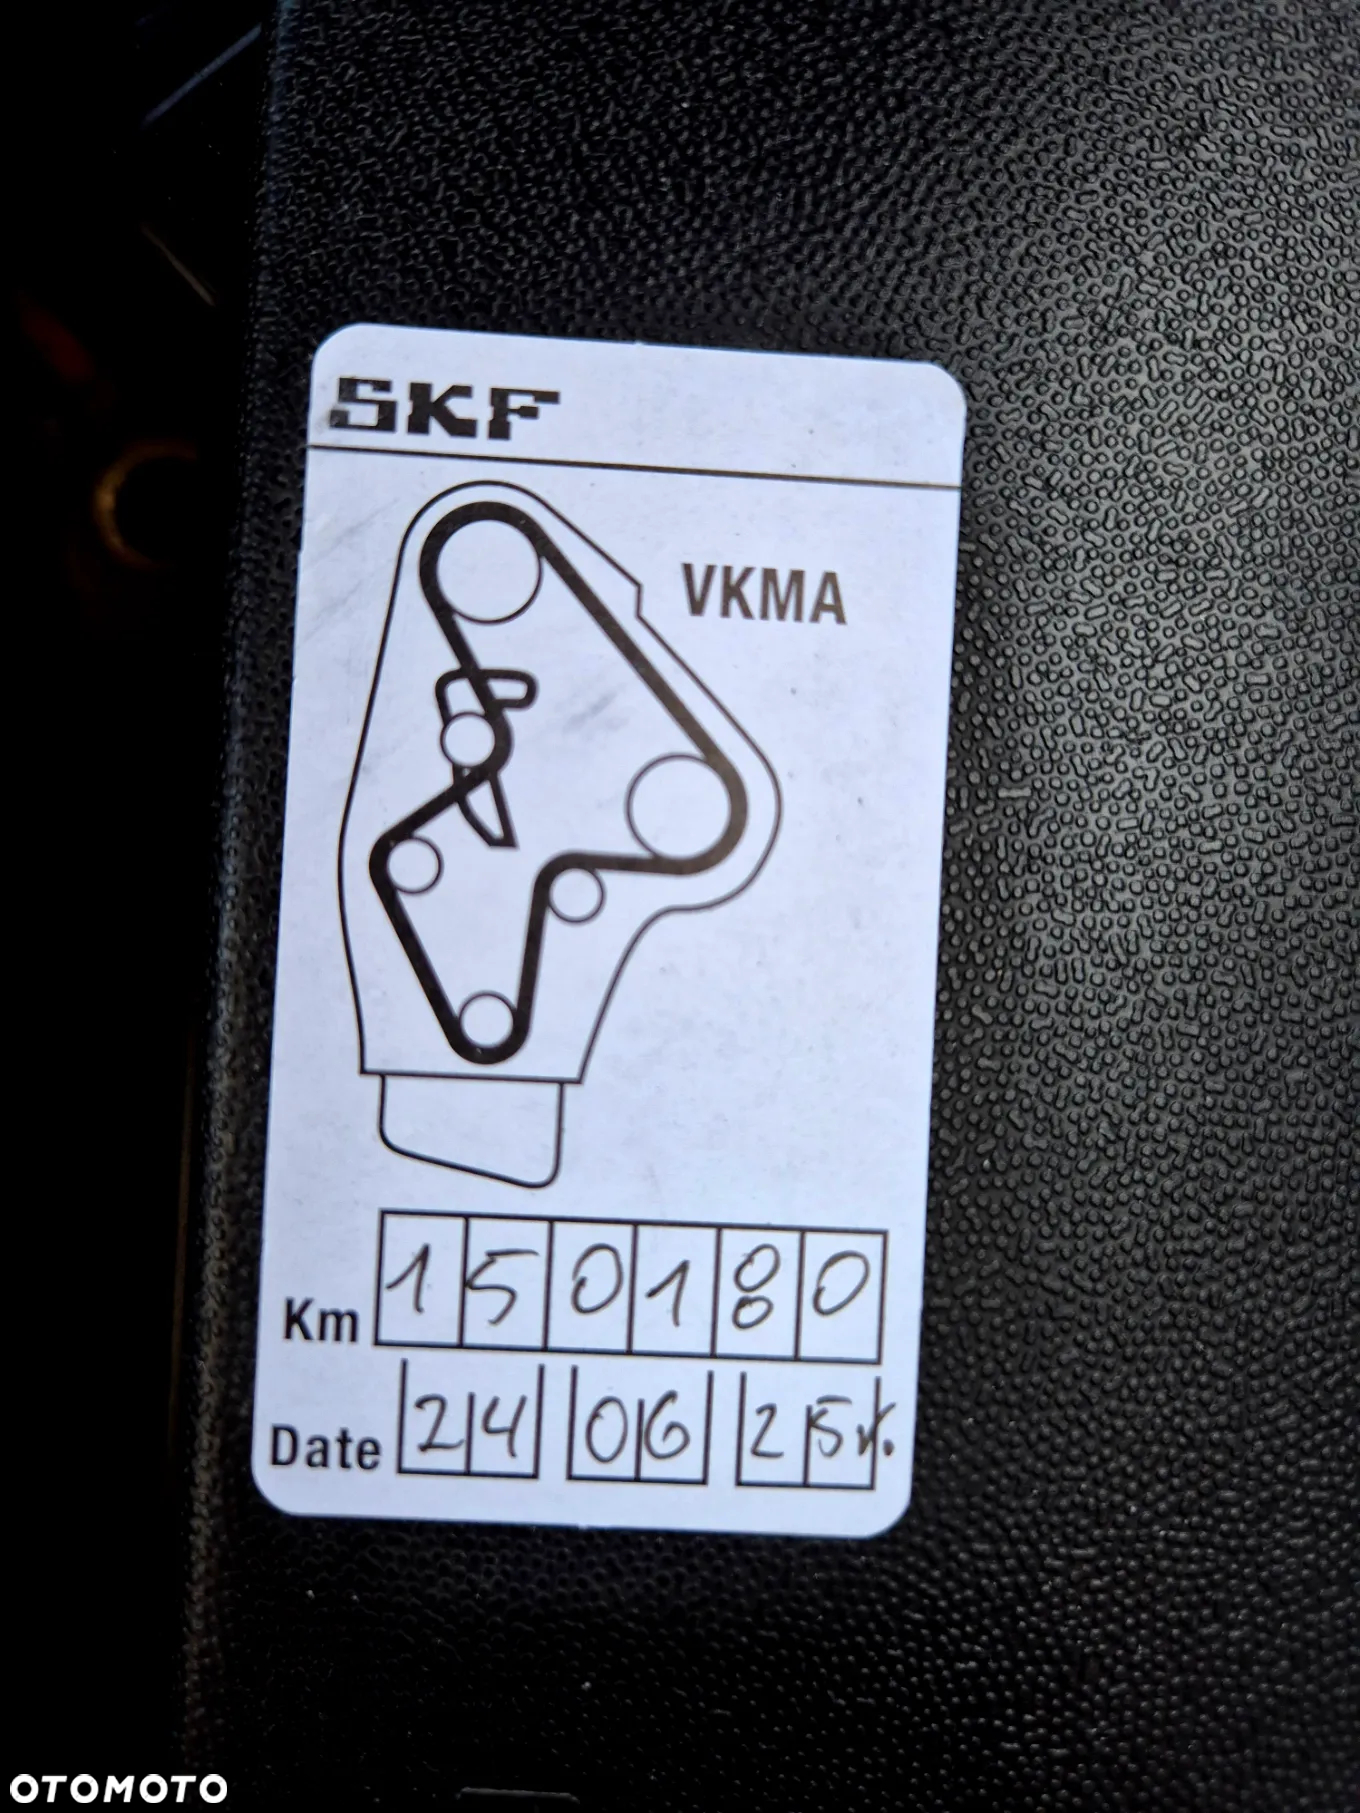 SKF
VKMA
Km 150180
Date 24 06 25r.
OTOMOTO